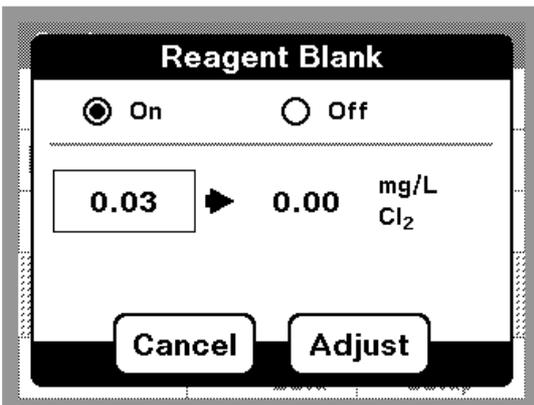 Reagent Blank
On Off
0.03 0.00 mg/L
Cl₂
Cancel Adjust